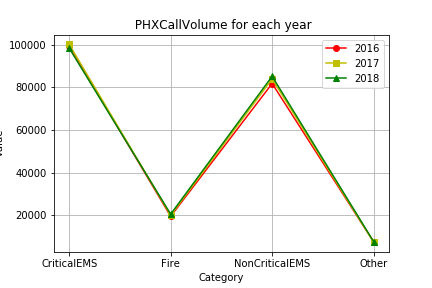 PHXCallVolume for each year
2016
2017
2018
100000
80000
60000
40000
20000
CriticalEMS
Fire
NonCriticalEMS
Other
Category